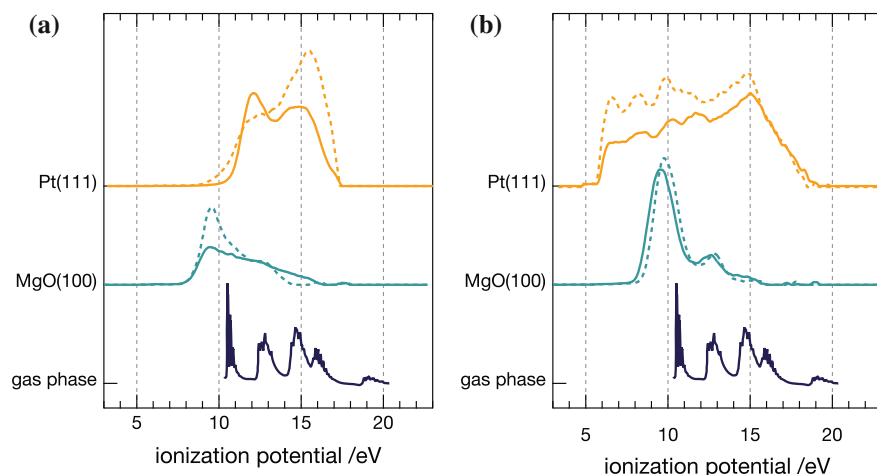 (a)
Pt(111)
MgO(100)
gas phase
5 10 15 20
ionization potential /eV
(b)
Pt(111)
MgO(100)
gas phase
5 10 15 20
ionization potential /eV